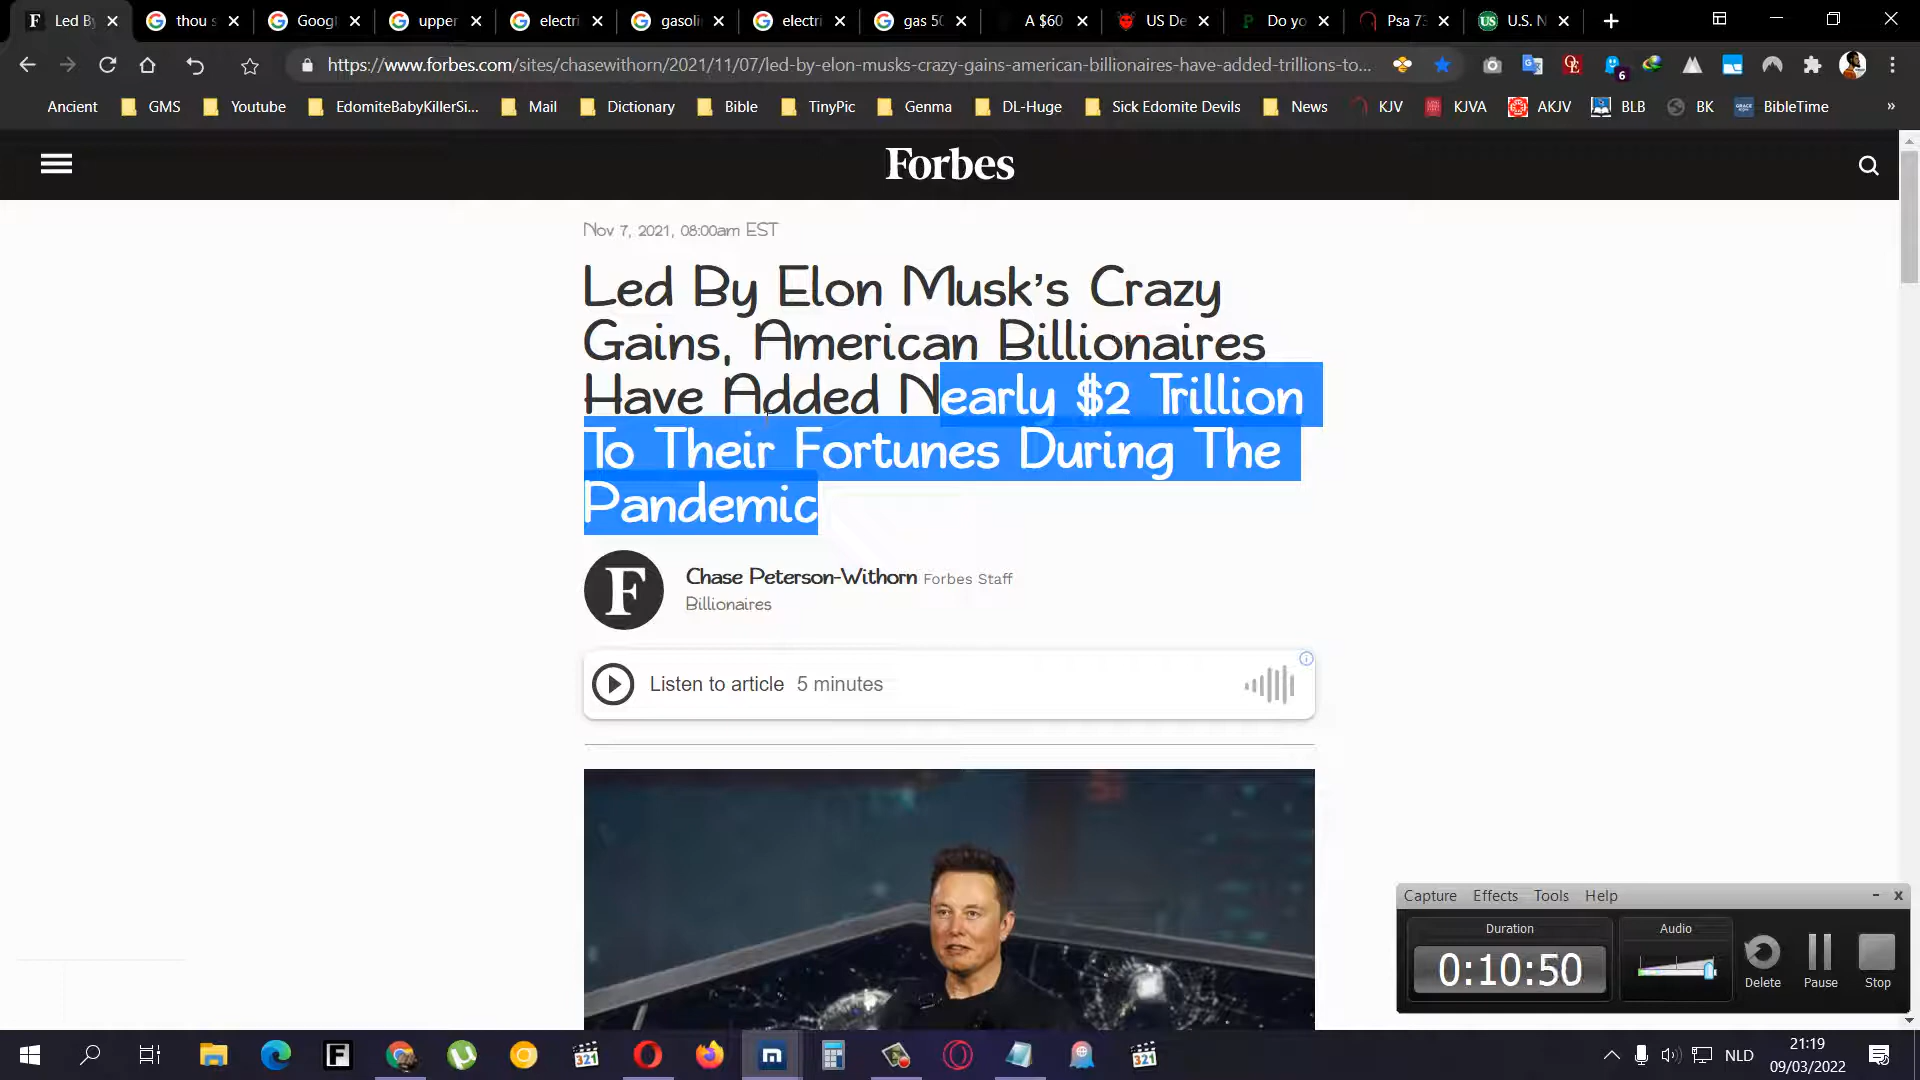 Led By
thou s
Googl
upper
electri
gasoli
electri
gas 50
A $60
US De
Do yo
Psa 73
U.S. N
https://www.forbes.com/sites/chasewithorn/2021/11/07/led-by-elon-musks-crazy-gains-american-billionaires-have-added-trillions-to...
6
Ancient
GMS
Youtube
EdomiteBabyKillerSi...
Mail
Dictionary
Bible
TinyPic
Genma
DL-Huge
Sick Edomite Devils
News
KJV
KJVA
AKJV
BLB
BK
BibleTime
»
Forbes
Nov 7, 2021, 08:00am EST
Led By Elon Musk's Crazy
Gains, American Billionaires
Have Added Nearly $2 Trillion
To Their Fortunes During The
Pandemic
F
Chase Peterson-Withorn Forbes Staff
Billionaires
Listen to article 5 minutes
Capture Effects Tools Help
Duration
Audio
0:10:50
Delete
Pause
Stop
NLD
21:19
09/03/2022